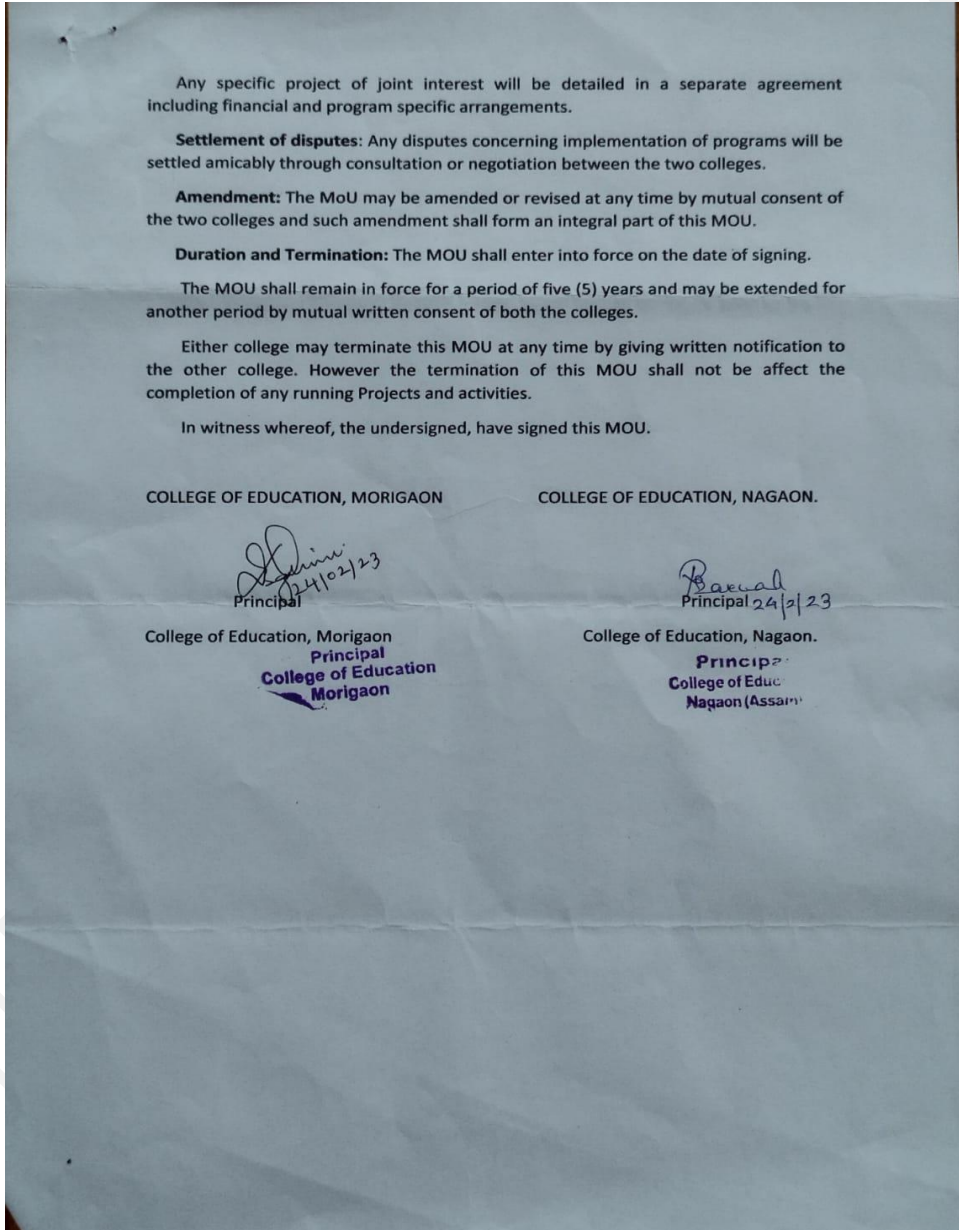 Any specific project of joint interest will be detailed in a separate agreement
including financial and program specific arrangements.
Settlement of disputes: Any disputes concerning implementation of programs will be
settled amicably through consultation or negotiation between the two colleges.
Amendment: The MoU may be amended or revised at any time by mutual consent of
the two colleges and such amendment shall form an integral part of this MOU.
Duration and Termination: The MOU shall enter into force on the date of signing.
The MOU shall remain in force for a period of five (5) years and may be extended for
another period by mutual written consent of both the colleges.
Either college may terminate this MOU at any time by giving written notification to
the other college. However the termination of this MOU shall not be affect the
completion of any running Projects and activities.
In witness whereof, the undersigned, have signed this MOU.
COLLEGE OF EDUCATION, MORIGAON
24/02/23
Principal
College of Education, Morigaon
Principal
College of Education
Morigaon
COLLEGE OF EDUCATION, NAGAON.
Principal 24/2/23
College of Education, Nagaon.
Princip
College of Educ
Nagaon (Assam